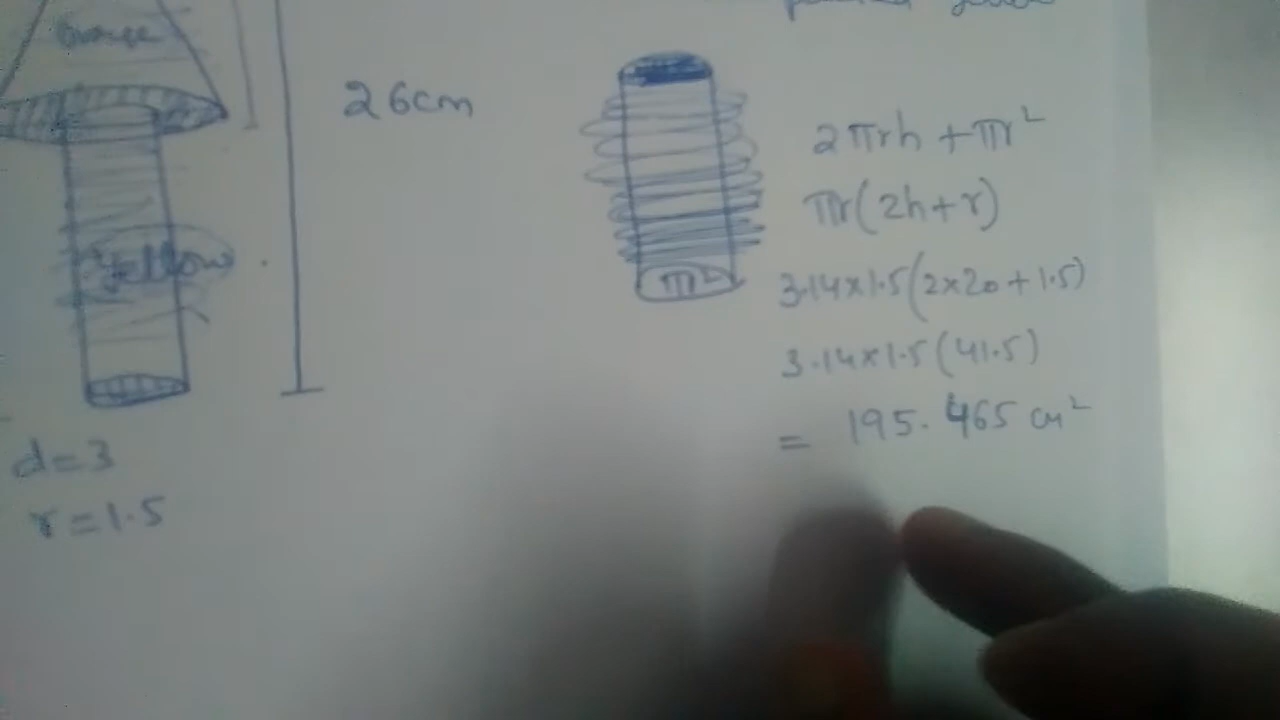 Orange
26cm
Yellow
d=3
r=1.5
πr²
2πrh +πr²
πr(2h+r)
3.14×1.5(2×20+1.5)
3.14×1.5(41.5)
= 195.465 cm²